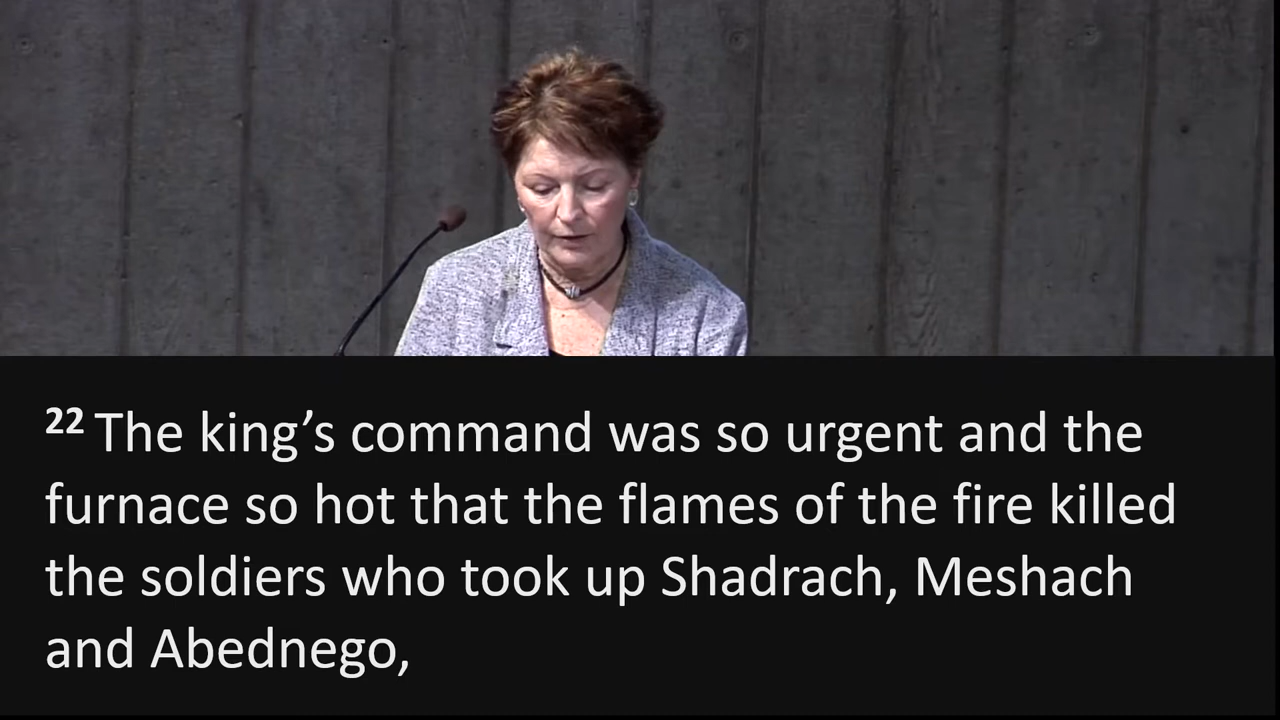 22 The king’s command was so urgent and the
furnace so hot that the flames of the fire killed
the soldiers who took up Shadrach, Meshach
and Abednego,